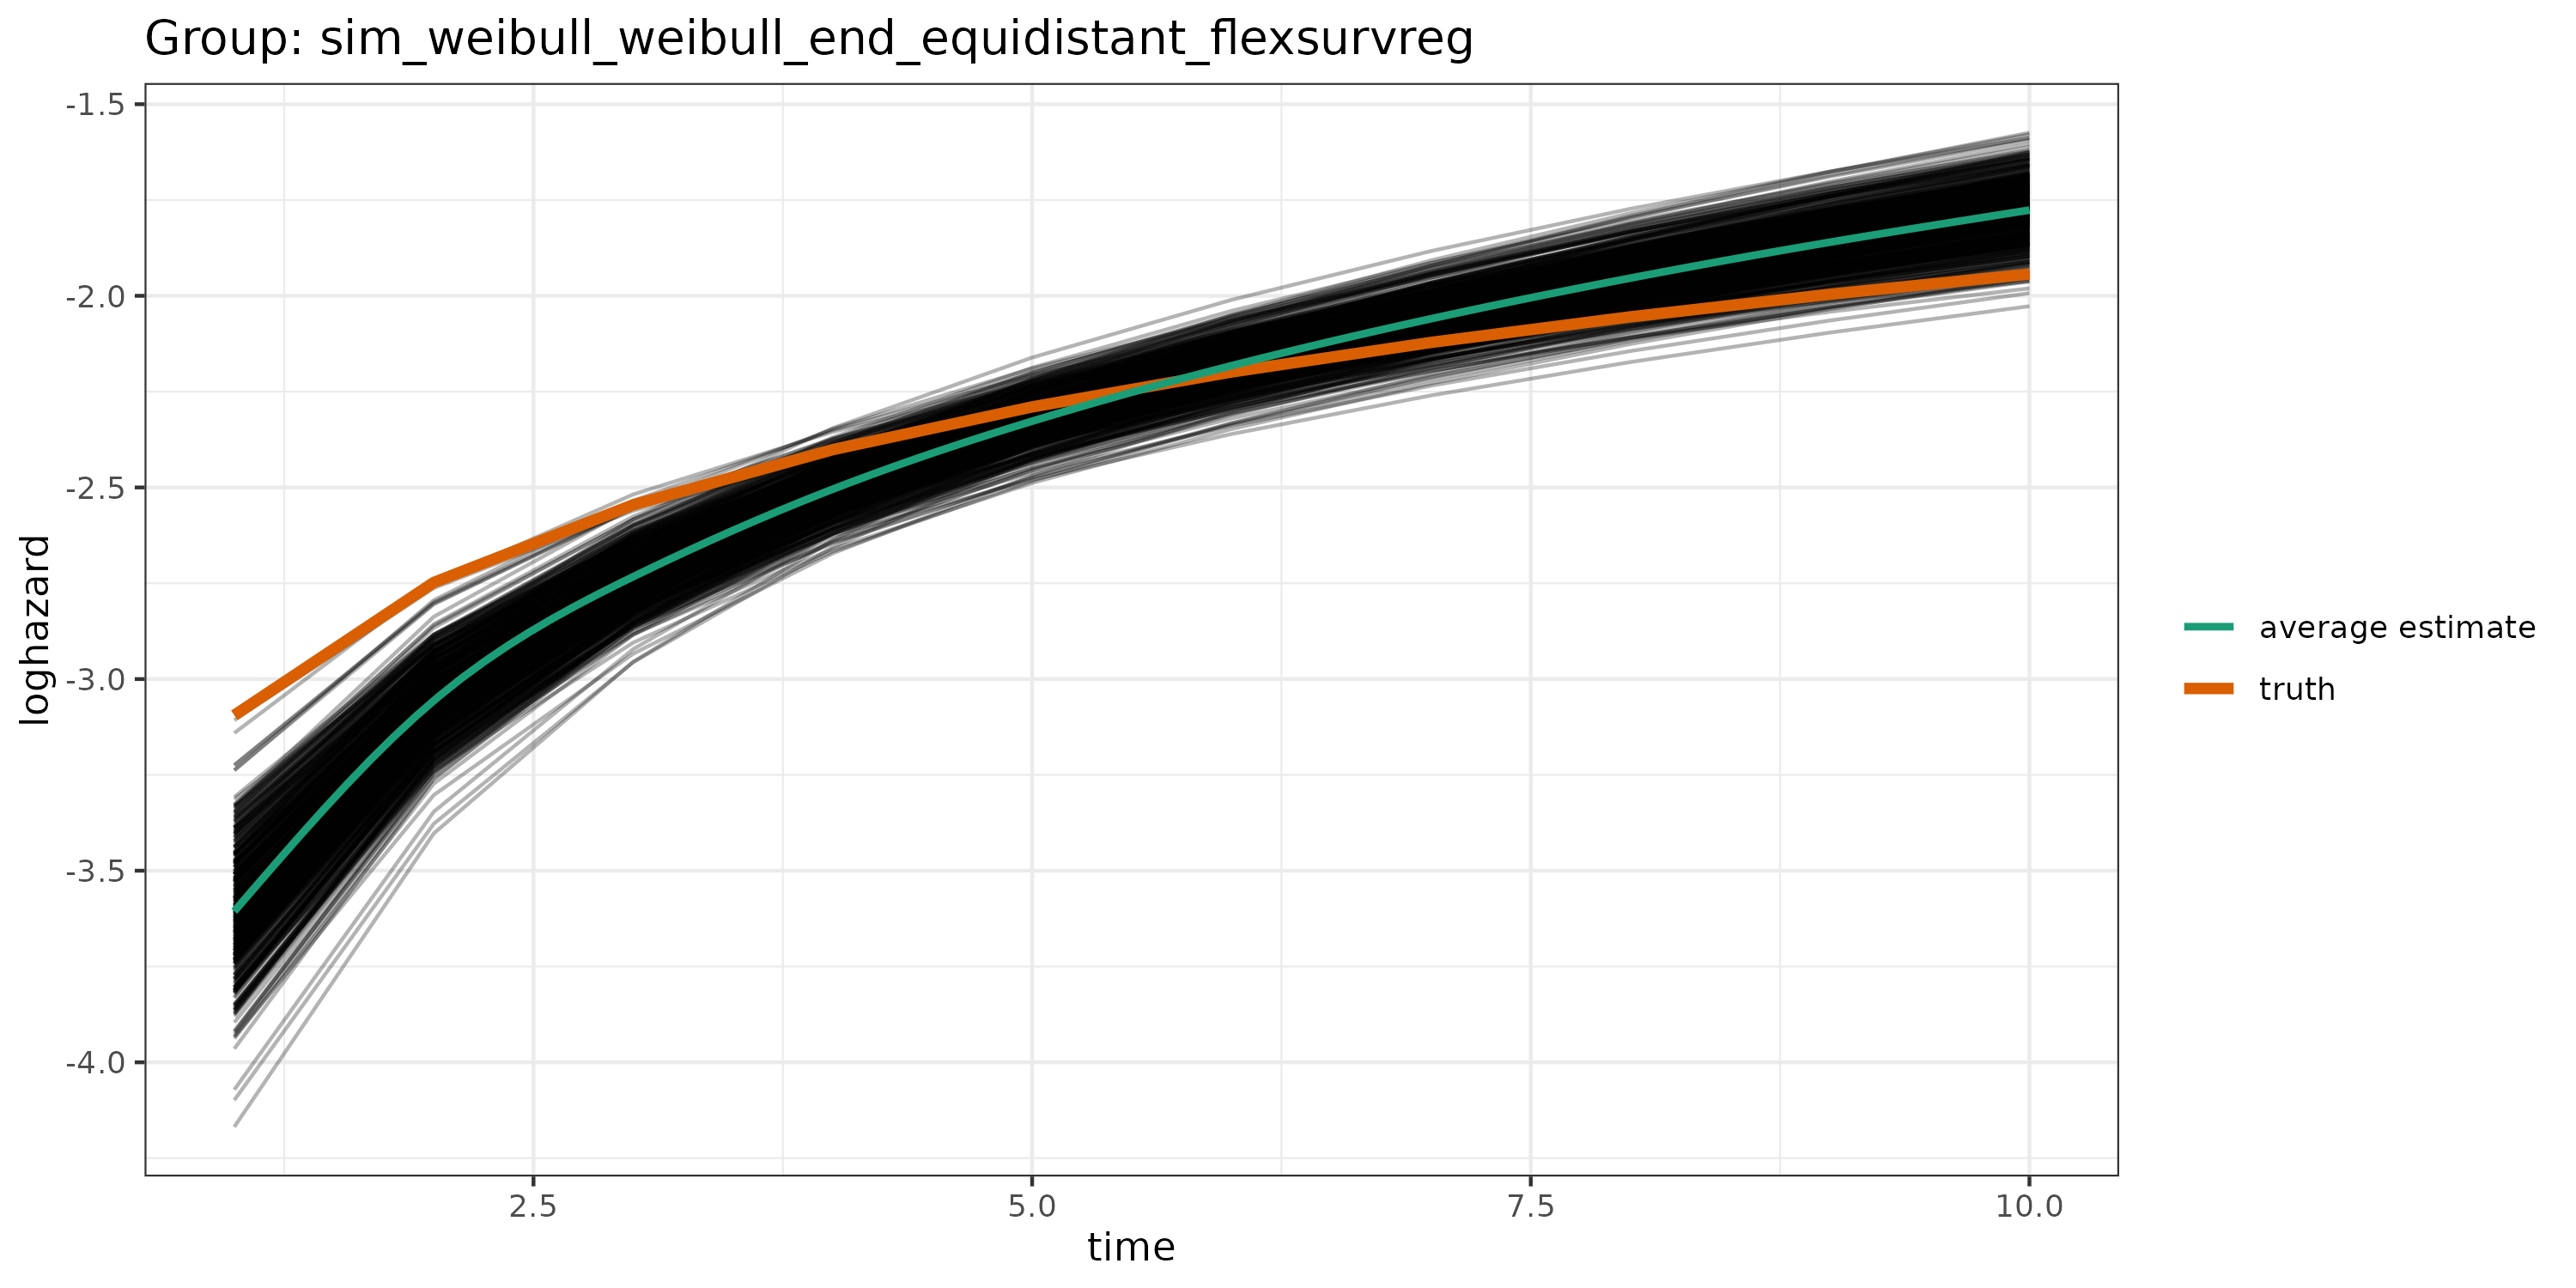 Group: sim_weibull_weibull_end_equidistant_flexsurvreg
-1.5
-2.0
-2.5
-3.0
-3.5
-4.0
loghazard
2.5 5.0 7.5 10.0
time
average estimate
truth